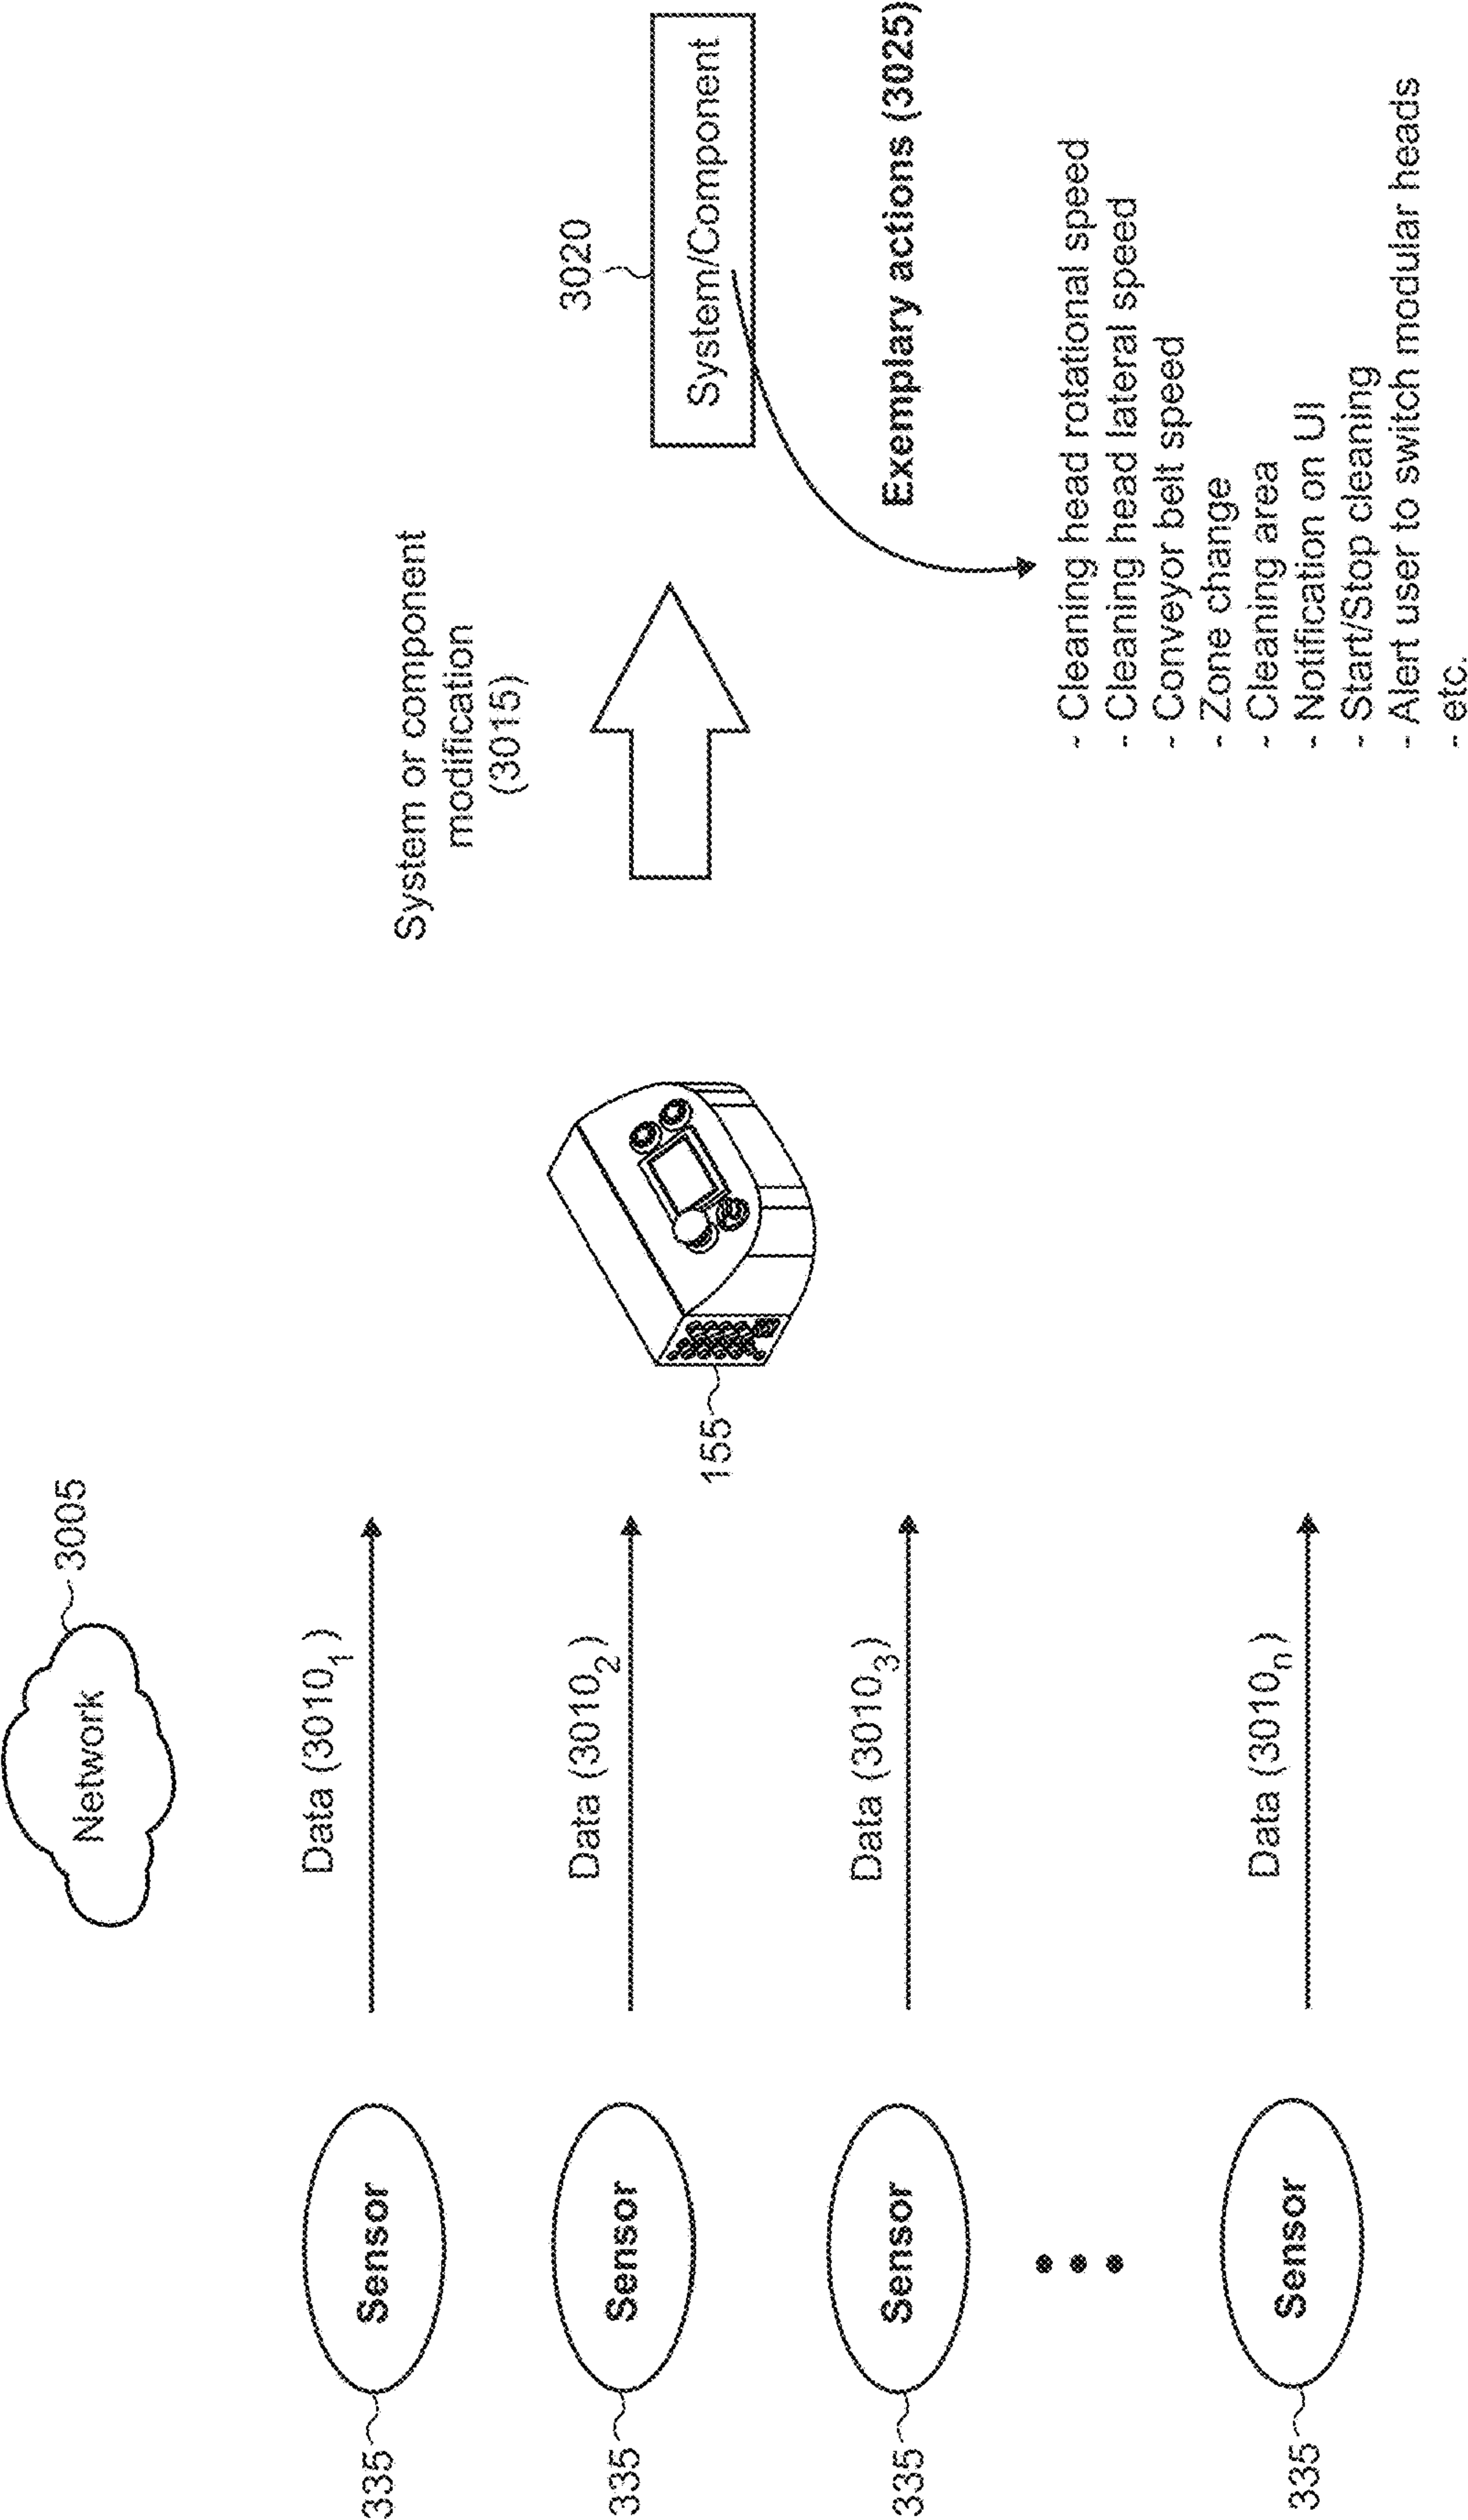 Network
3005
335
Sensor
Data (3010₁)
335
Sensor
Data (3010₂)
335
Sensor
Data (3010₃)
335
Sensor
Data (3010ₙ)
155
System or component
modification
(3015)
3020
System/Component
Exemplary actions (3025)
- Cleaning head rotational speed
- Cleaning head lateral speed
- Conveyor belt speed
- Zone change
- Cleaning area
- Notification on UI
- Start/Stop cleaning
- Alert user to switch modular heads
- etc.